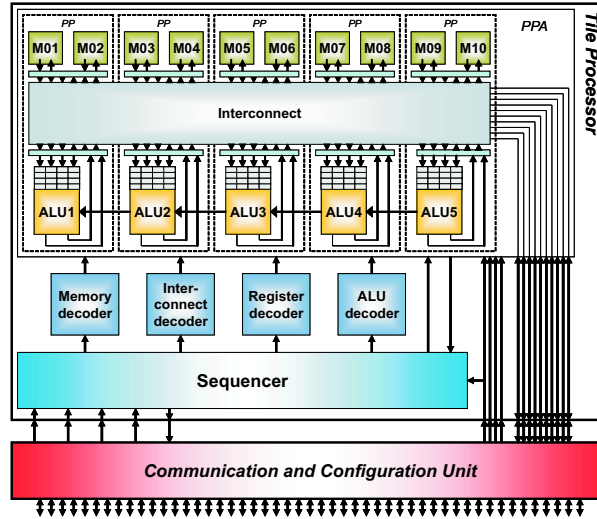 PP PP PP PP PP PPA
Tile Processor
M01 M02 M03 M04 M05 M06 M07 M08 M09 M10
Interconnect
ALU1 ALU2 ALU3 ALU4 ALU5
Memory
decoder
Inter-
connect
decoder
Register
decoder
ALU
decoder
Sequencer
Communication and Configuration Unit